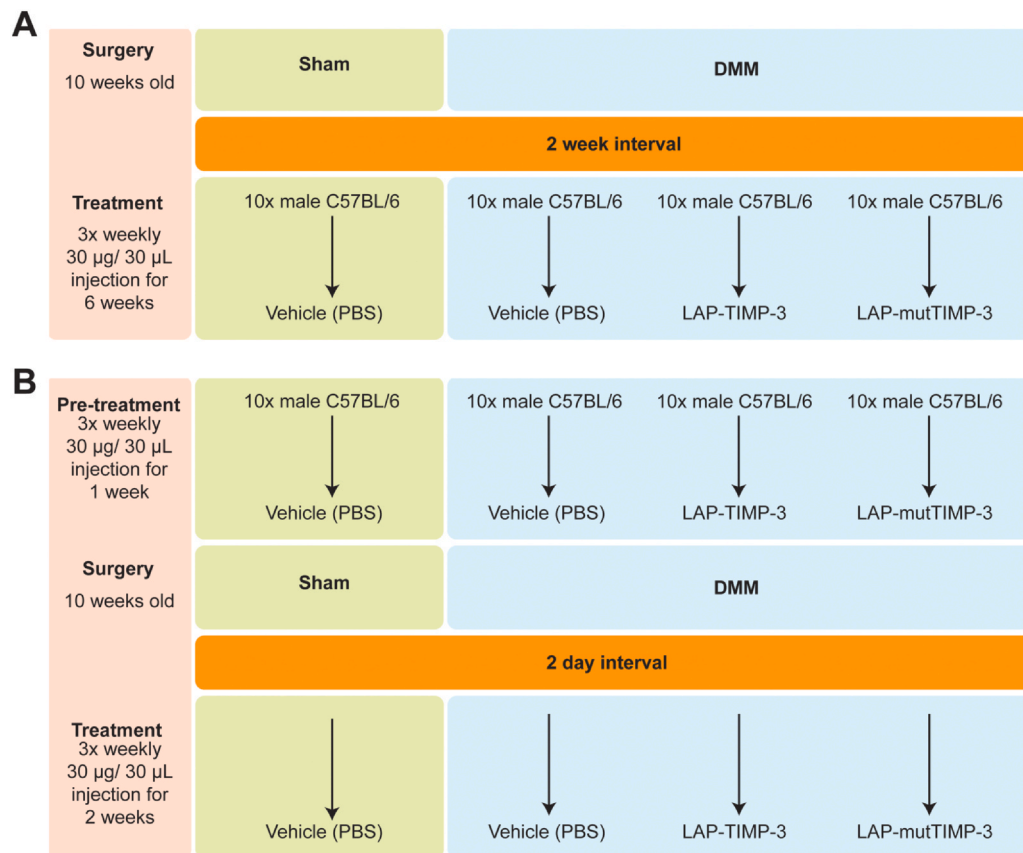 A
Surgery
10 weeks old
Sham
DMM
2 week interval
Treatment
3x weekly
30 µg/ 30 µL
injection for
6 weeks
10x male C57BL/6
10x male C57BL/6
10x male C57BL/6
10x male C57BL/6
Vehicle (PBS)
Vehicle (PBS)
LAP-TIMP-3
LAP-mutTIMP-3
B
Pre-treatment
3x weekly
30 µg/ 30 µL
injection for
1 week
10x male C57BL/6
10x male C57BL/6
10x male C57BL/6
10x male C57BL/6
Vehicle (PBS)
Vehicle (PBS)
LAP-TIMP-3
LAP-mutTIMP-3
Surgery
10 weeks old
Sham
DMM
2 day interval
Treatment
3x weekly
30 µg/ 30 µL
injection for
2 weeks
Vehicle (PBS)
Vehicle (PBS)
LAP-TIMP-3
LAP-mutTIMP-3